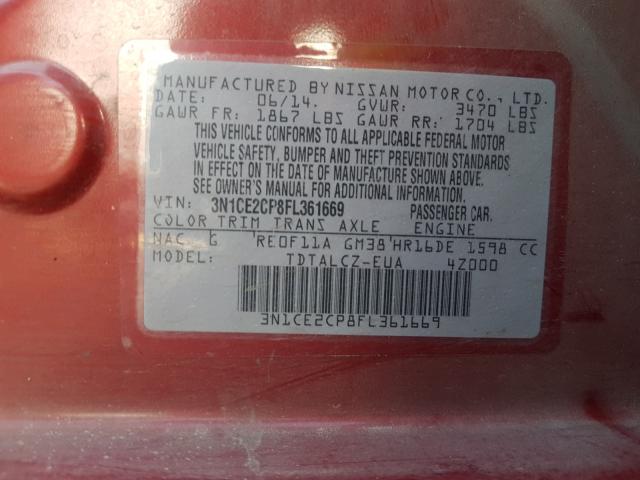 MANUFACTURED BY NISSAN MOTOR CO., LTD.
DATE: 06/14. GVWR: 3470 LBS
GAWR FR: 1867 LBS GAWR RR: 1704 LBS
THIS VEHICLE CONFORMS TO ALL APPLICABLE FEDERAL MOTOR
VEHICLE SAFETY, BUMPER AND THEFT PREVENTION STANDARDS
IN EFFECT ON THE DATE OF MANUFACTURE SHOWN ABOVE.
SEE OWNER'S MANUAL FOR ADDITIONAL INFORMATION.
VIN: 3N1CE2CP8FL361669 PASSENGER CAR.
COLOR TRIM TRANS AXLE ENGINE
NAC G RE0F11A GM38 HR16DE 1598 CC
MODEL: TDTALCZ-EUA 4Z000
3N1CE2CP8FL361669